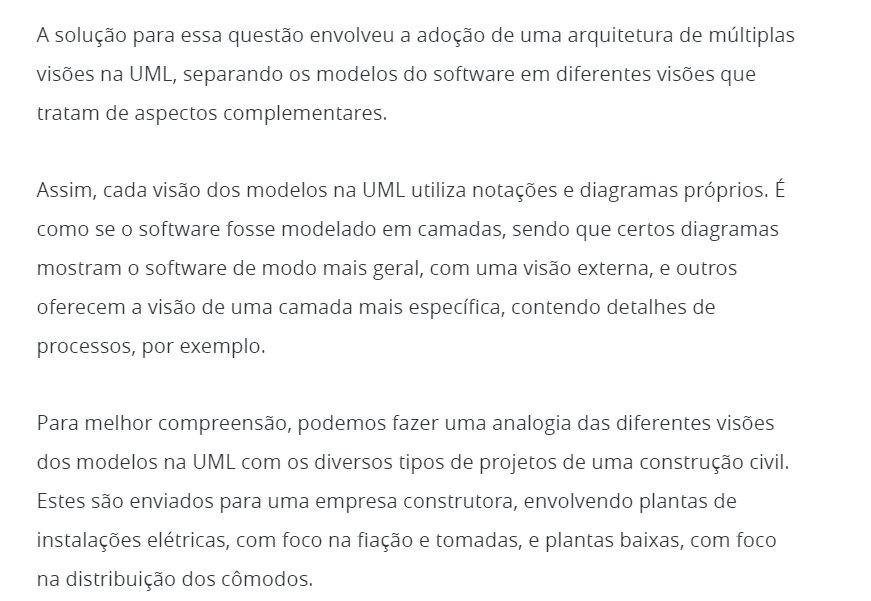 A solução para essa questão envolveu a adoção de uma arquitetura de múltiplas
visões na UML, separando os modelos do software em diferentes visões que
tratam de aspectos complementares.
Assim, cada visão dos modelos na UML utiliza notações e diagramas próprios. É
como se o software fosse modelado em camadas, sendo que certos diagramas
mostram o software de modo mais geral, com uma visão externa, e outros
oferecem a visão de uma camada mais específica, contendo detalhes de
processos, por exemplo.
Para melhor compreensão, podemos fazer uma analogia das diferentes visões
dos modelos na UML com os diversos tipos de projetos de uma construção civil.
Estes são enviados para uma empresa construtora, envolvendo plantas de
instalações elétricas, com foco na fiação e tomadas, e plantas baixas, com foco
na distribuição dos cômodos.